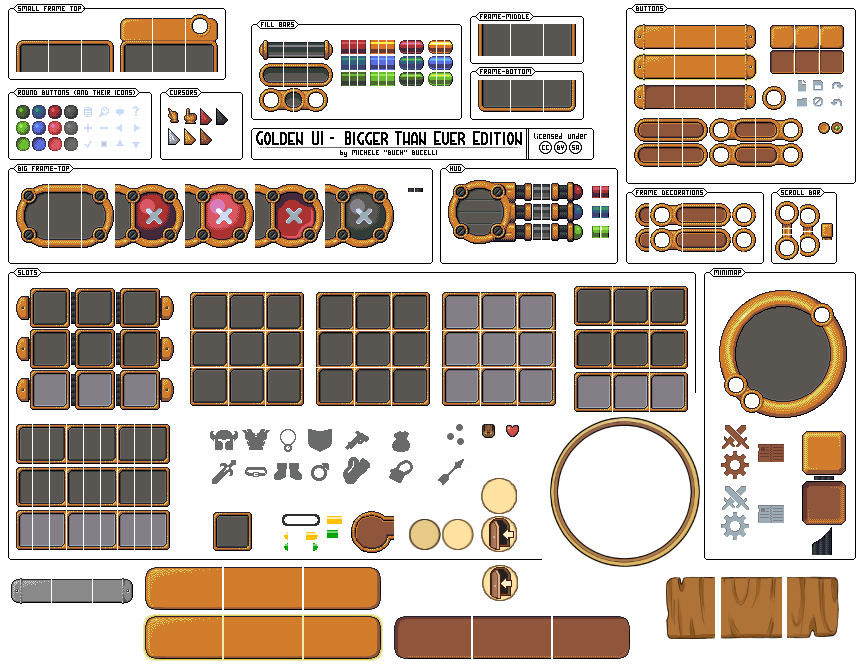 SMALL FRAME TOP
FILL BARS
FRAME-MIDDLE
BUTTONS
FRAME-BOTTOM
ROUND BUTTONS (AND THEIR ICONS)
CURSORS
GOLDEN UI - BIGGER THAN EVER EDITION
by MICHELE "BUCH" BUCELLI
licensed under
CC BY SA
BIG FRAME-TOP
HUD
FRAME DECORATIONS
SCROLL BAR
SLOTS
MINIMAP